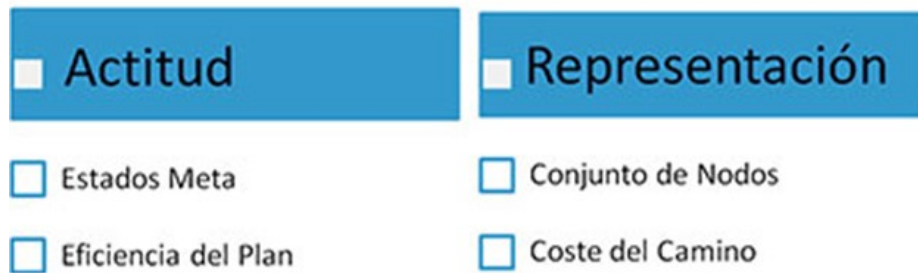 Actitud
Estados Meta
Eficiencia del Plan
Representación
Conjunto de Nodos
Coste del Camino